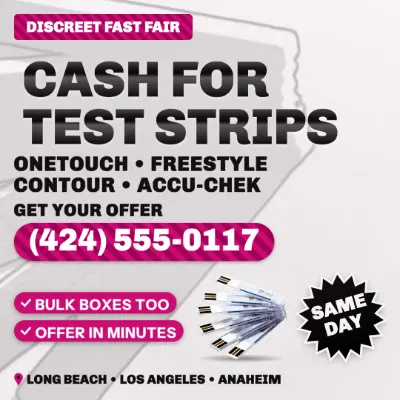 DISCREET FAST FAIR
CASH FOR
TEST STRIPS
ONETOUCH • FREESTYLE
CONTOUR • ACCU-CHEK
GET YOUR OFFER
(424) 555-0117
BULK BOXES TOO
OFFER IN MINUTES
SAME
DAY
LONG BEACH • LOS ANGELES • ANAHEIM